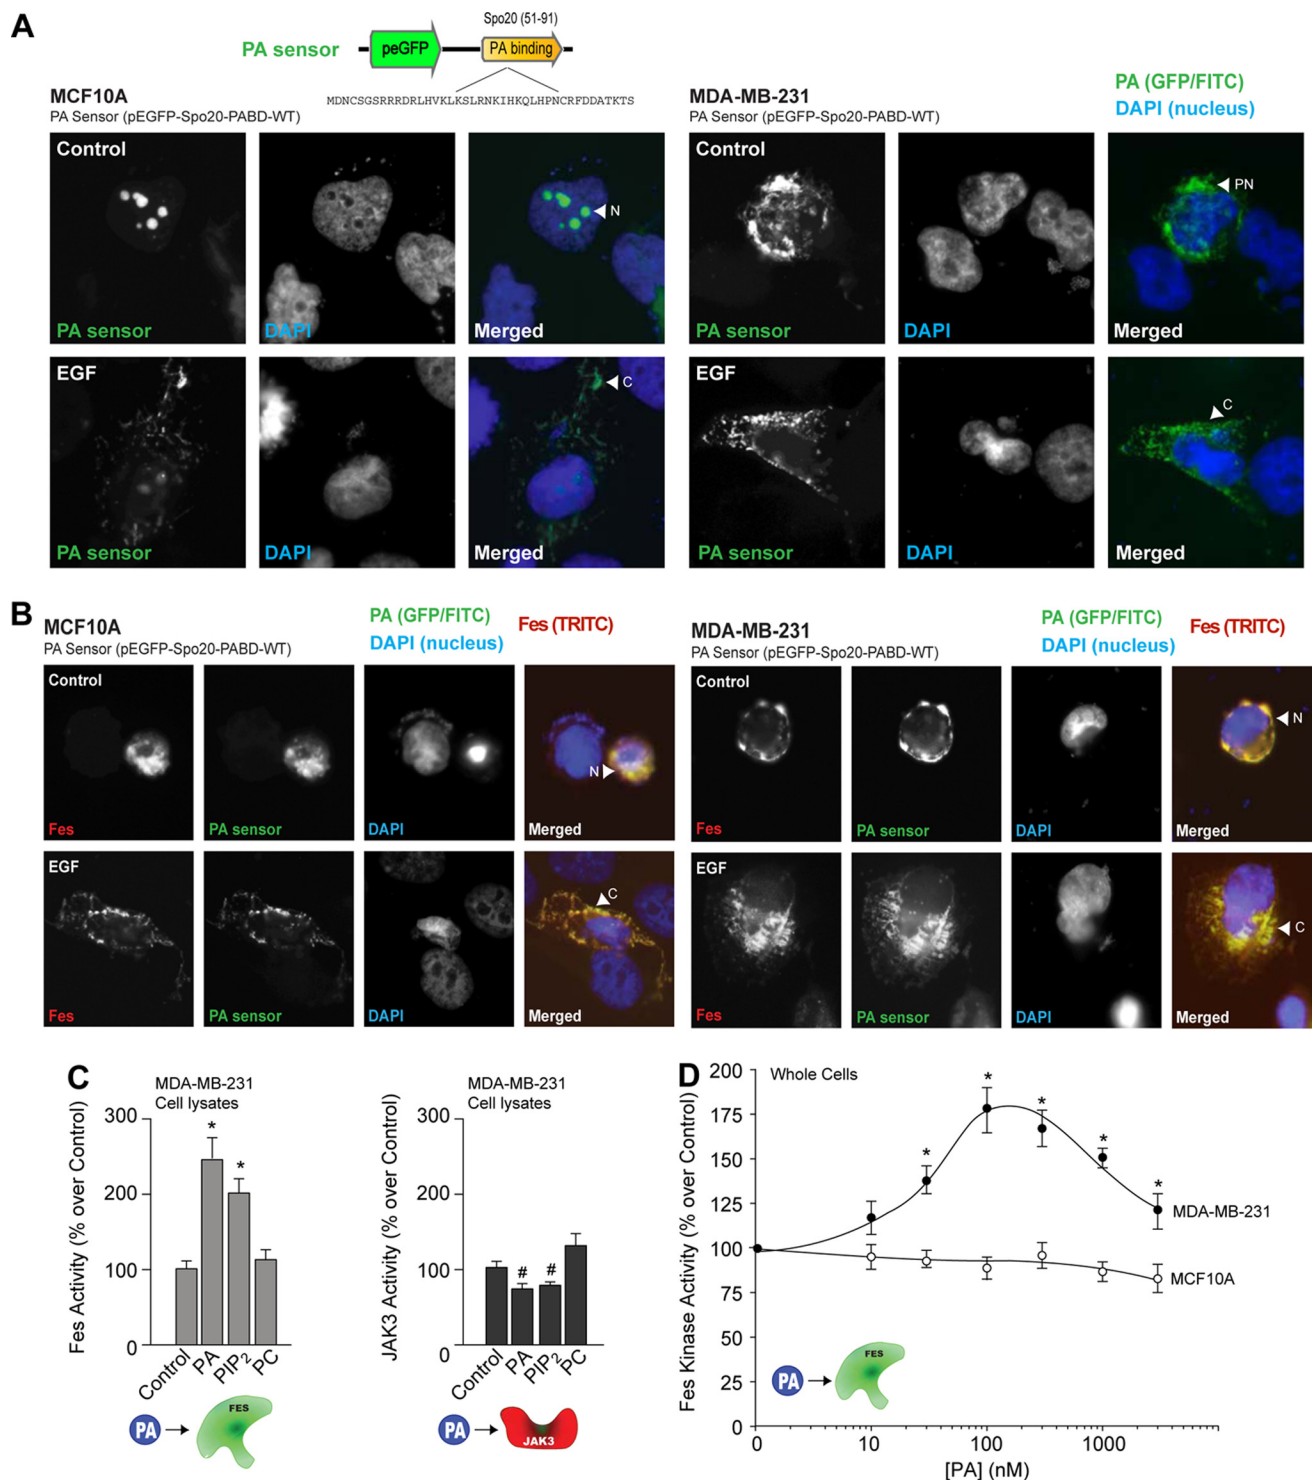 A
Spo20 (51-91)
PA sensor
peGFP
PA binding
MDNCSGSRRRDRLHVKLKSLRNKIHKQLHPNCRFDDATKTS
MCF10A
PA Sensor (pEGFP-Spo20-PABD-WT)
MDA-MB-231
PA Sensor (pEGFP-Spo20-PABD-WT)
PA (GFP/FITC)
DAPI (nucleus)
Control
N
PA sensor
DAPI
Merged
Control
PN
PA sensor
DAPI
Merged
EGF
C
PA sensor
DAPI
Merged
EGF
C
PA sensor
DAPI
Merged
B
MCF10A
PA Sensor (pEGFP-Spo20-PABD-WT)
PA (GFP/FITC)
DAPI (nucleus)
Fes (TRITC)
MDA-MB-231
PA Sensor (pEGFP-Spo20-PABD-WT)
PA (GFP/FITC)
DAPI (nucleus)
Fes (TRITC)
Control
N
Fes
PA sensor
DAPI
Merged
Control
N
Fes
PA sensor
DAPI
Merged
EGF
C
Fes
PA sensor
DAPI
Merged
EGF
C
Fes
PA sensor
DAPI
Merged
C
MDA-MB-231
Cell lysates
Fes Activity (% over Control)
300
200
100
0
*
*
Control
PA
PIP2
PC
PA
FES
MDA-MB-231
Cell lysates
JAK3 Activity (% over Control)
300
200
100
0
#
#
Control
PA
PIP2
PC
PA
JAK3
D
Whole Cells
Fes Kinase Activity (% over Control)
200
175
150
125
100
75
50
25
0
*
*
*
*
*
MDA-MB-231
MCF10A
PA
FES
0
10
100
1000
[PA] (nM)